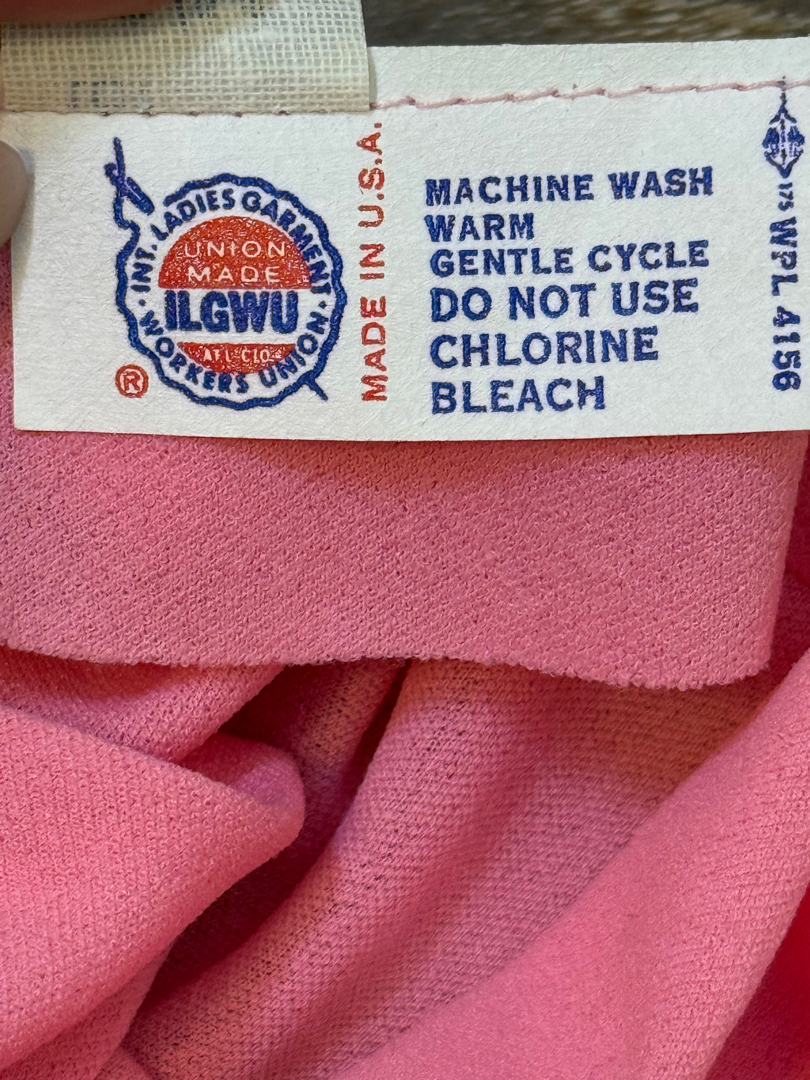 INT. LADIES GARMENT
WORKERS UNION
UNION
MADE
ILGWU
AFL-CIO
®
MADE IN U.S.A.
MACHINE WASH
WARM
GENTLE CYCLE
DO NOT USE
CHLORINE
BLEACH
WPL 4156